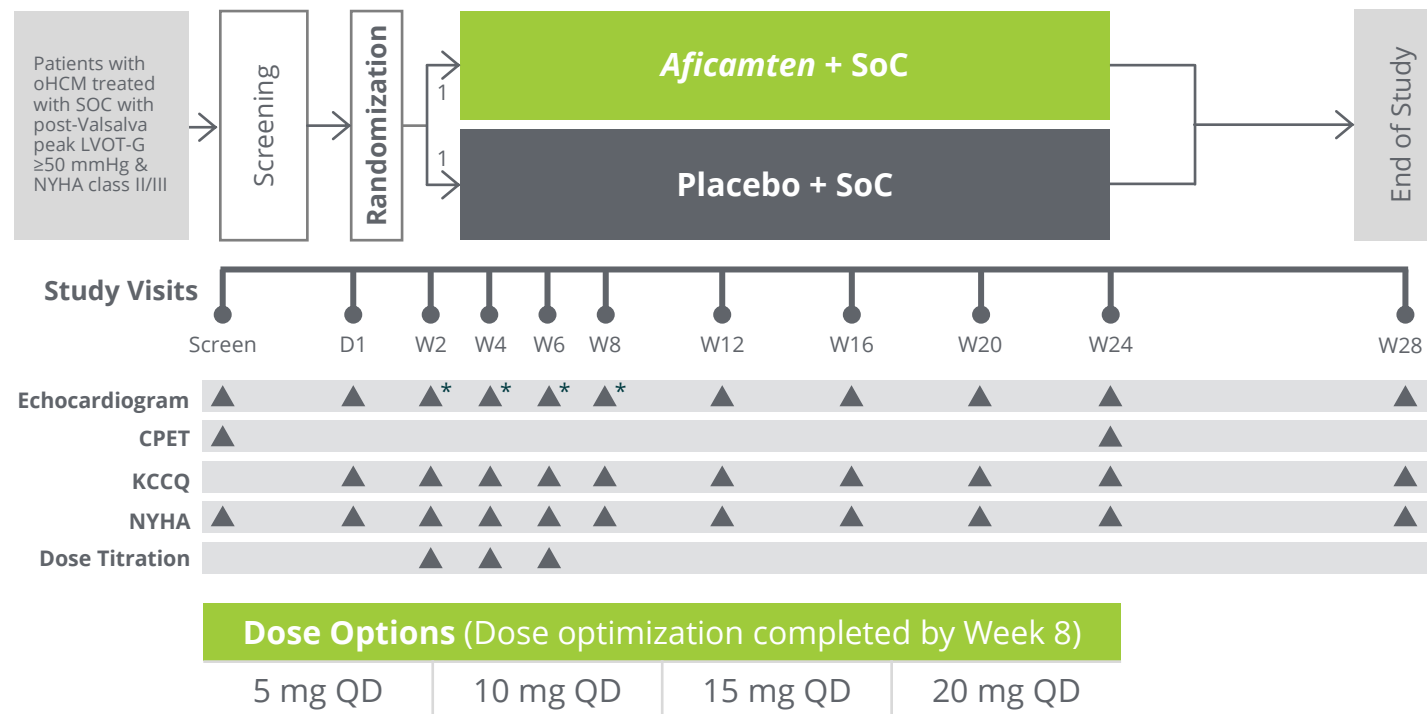 Patients with
oHCM treated
with SOC with
post-Valsalva
peak LVOT-G
≥50 mmHg &
NYHA class II/III
Screening
Randomization
1
1
Aficamten + SoC
Placebo + SoC
End of Study
Study Visits
Screen D1 W2 W4 W6 W8 W12 W16 W20 W24 W28
Echocardiogram * * * *
CPET
KCCQ
NYHA
Dose Titration
Dose Options (Dose optimization completed by Week 8)
5 mg QD 10 mg QD 15 mg QD 20 mg QD